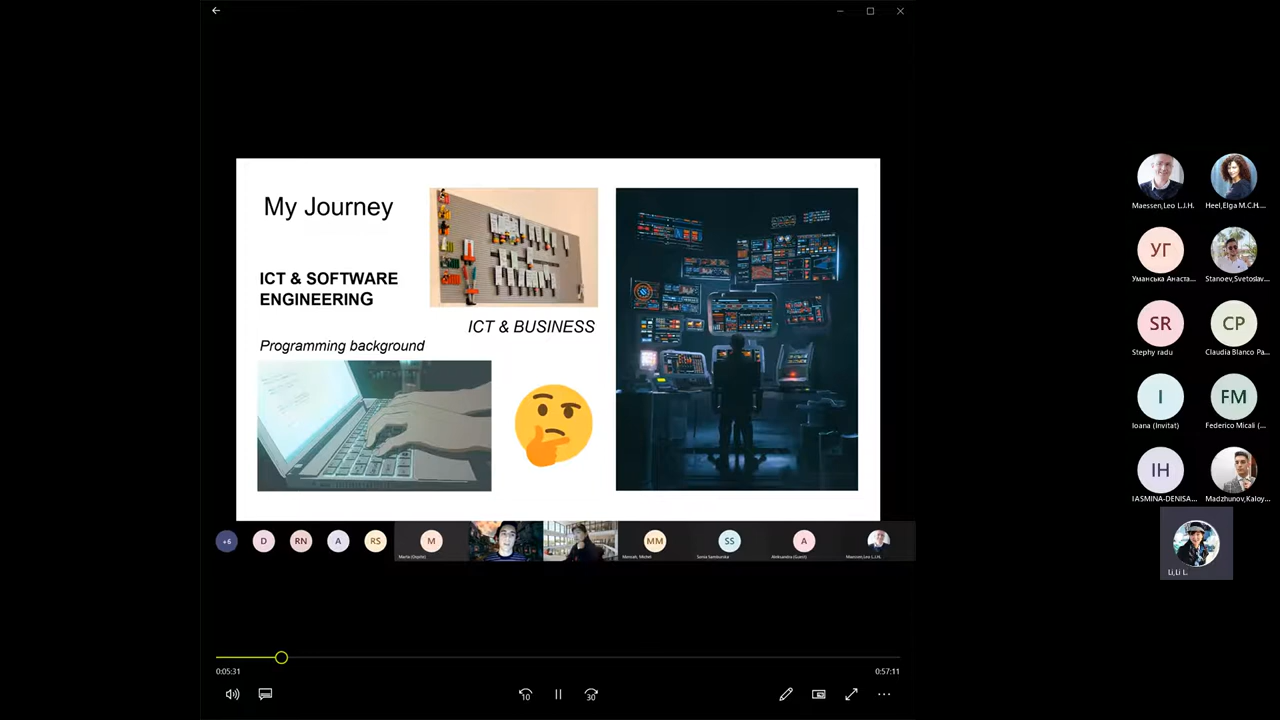 My Journey
ICT & SOFTWARE
ENGINEERING
ICT & BUSINESS
Programming background
+6
D
RN
A
RS
M
MM
SS
A
0:05:31
0:57:11
10
30
Maessen,Leo L.J.H.
Heel,Elga M.C.H....
УГ
Уманська Анаста...
Stanoev,Svetoslav...
SR
Stephy radu
CP
Claudia Blanco Pa...
I
Ioana (Invitat)
FM
Federico Micali (...
IH
IASMINA-DENISA...
Madzhunov,Kaloy...
Li,Li L.